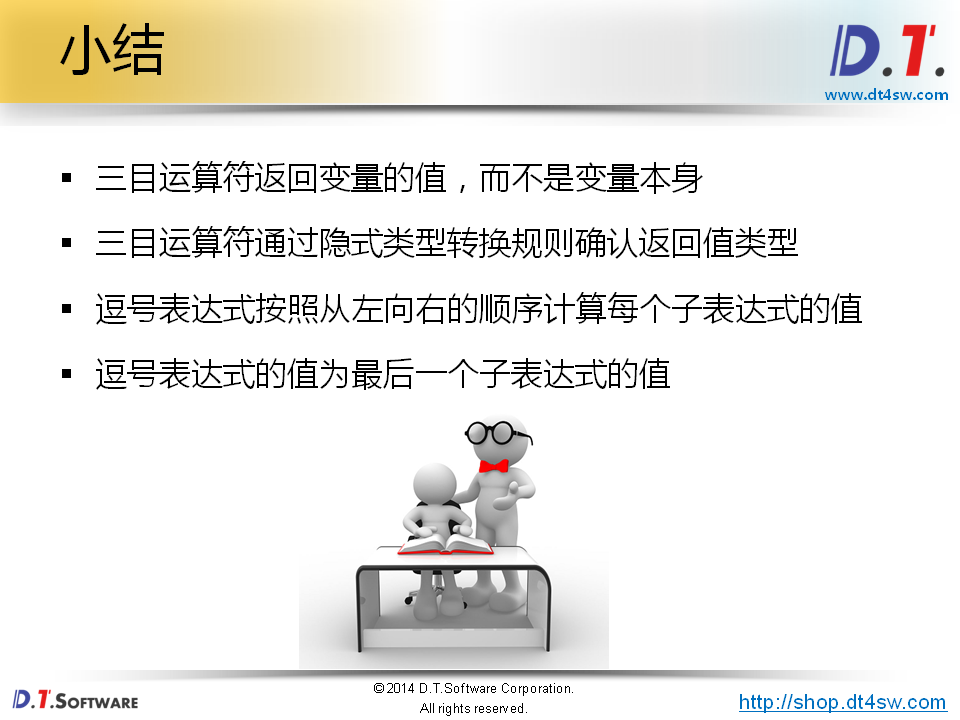 小结
D.T.
www.dt4sw.com
▪ 三目运算符返回变量的值，而不是变量本身
▪ 三目运算符通过隐式类型转换规则确认返回值类型
▪ 逗号表达式按照从左向右的顺序计算每个子表达式的值
▪ 逗号表达式的值为最后一个子表达式的值
D.T.SOFTWARE
©2014 D.T.Software Corporation.
All rights reserved.
http://shop.dt4sw.com